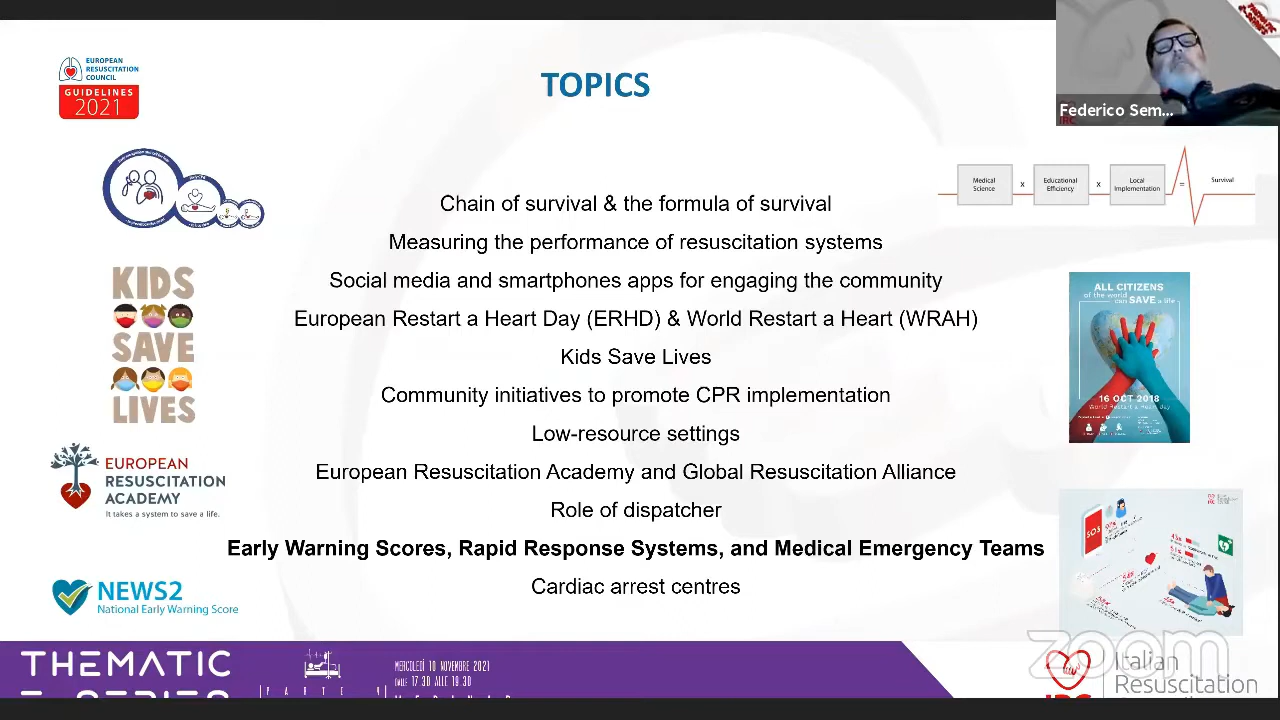 EUROPEAN
RESUSCITATION
COUNCIL
GUIDELINES
2021
TOPICS
Federico Sem...
Medical
Science
x
Educational
Efficiency
x
Local
Implementation
=
Survival
Chain of survival & the formula of survival
Measuring the performance of resuscitation systems
Social media and smartphones apps for engaging the community
European Restart a Heart Day (ERHD) & World Restart a Heart (WRAH)
Kids Save Lives
Community initiatives to promote CPR implementation
Low-resource settings
European Resuscitation Academy and Global Resuscitation Alliance
Role of dispatcher
Early Warning Scores, Rapid Response Systems, and Medical Emergency Teams
Cardiac arrest centres
KIDS
SAVE
LIVES
EUROPEAN
RESUSCITATION
ACADEMY
It takes a system to save a life.
NEWS2
National Early Warning Score
ALL CITIZENS
of the world
can SAVE a life
16 OCT 2018
World Restart a Heart Day
SOS
THEMATIC
MERCOLEDÌ 10 NOVEMBRE 2021
DALLE 17.30 ALLE 19.30
zoom
Italian
Resuscitation